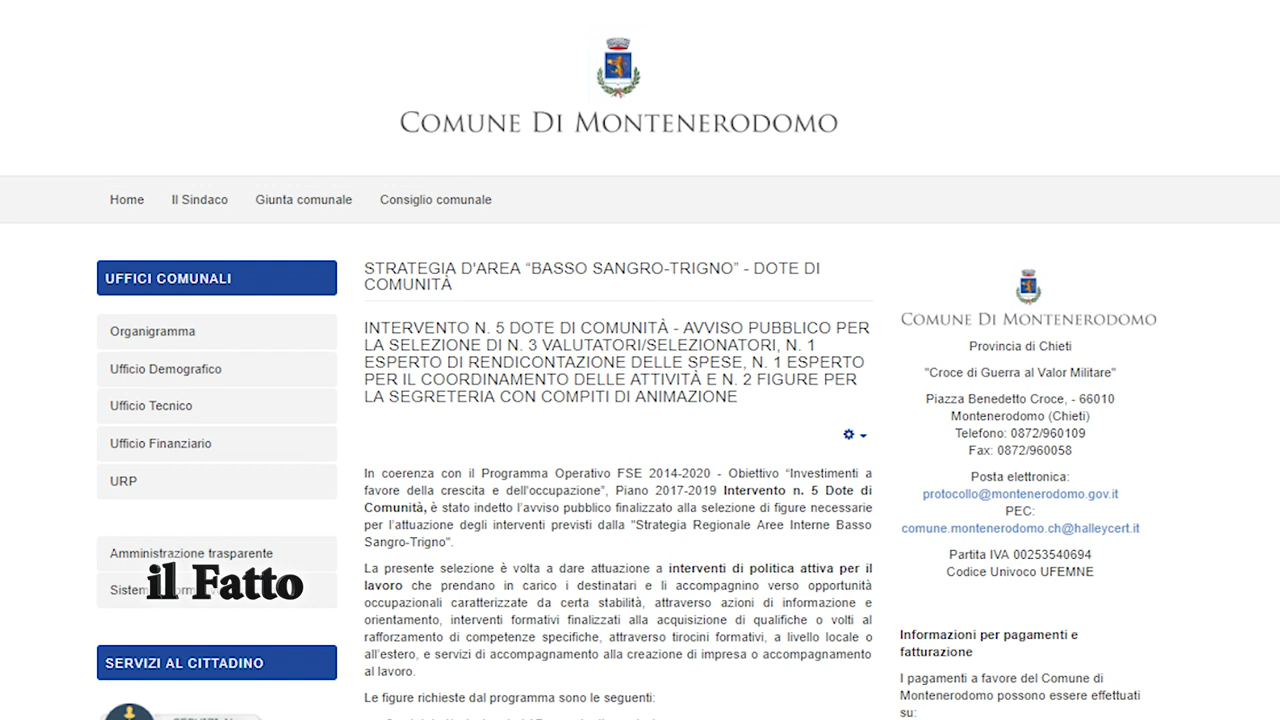 COMUNE DI MONTENERODOMO
Home Il Sindaco Giunta comunale Consiglio comunale
UFFICI COMUNALI
Organigramma
Ufficio Demografico
Ufficio Tecnico
Ufficio Finanziario
URP
Amministrazione trasparente
il Fatto
SERVIZI AL CITTADINO
STRATEGIA D'AREA “BASSO SANGRO-TRIGNO” - DOTE DI
COMUNITÀ
INTERVENTO N. 5 DOTE DI COMUNITÀ - AVVISO PUBBLICO PER
LA SELEZIONE DI N. 3 VALUTATORI/SELEZIONATORI, N. 1
ESPERTO DI RENDICONTAZIONE DELLE SPESE, N. 1 ESPERTO
PER IL COORDINAMENTO DELLE ATTIVITÀ E N. 2 FIGURE PER
LA SEGRETERIA CON COMPITI DI ANIMAZIONE
In coerenza con il Programma Operativo FSE 2014-2020 - Obiettivo “Investimenti a
favore della crescita e dell'occupazione”, Piano 2017-2019 Intervento n. 5 Dote di
Comunità, è stato indetto l’avviso pubblico finalizzato alla selezione di figure necessarie
per l’attuazione degli interventi previsti dalla "Strategia Regionale Aree Interne Basso
Sangro-Trigno".
La presente selezione è volta a dare attuazione a interventi di politica attiva per il
lavoro che prendano in carico i destinatari e li accompagnino verso opportunità
occupazionali caratterizzate da certa stabilità, attraverso azioni di informazione e
orientamento, interventi formativi finalizzati alla acquisizione di qualifiche o volti al
rafforzamento di competenze specifiche, attraverso tirocini formativi, a livello locale o
all’estero, e servizi di accompagnamento alla creazione di impresa o accompagnamento
al lavoro.
Le figure richieste dal programma sono le seguenti:
COMUNE DI MONTENERODOMO
Provincia di Chieti
"Croce di Guerra al Valor Militare"
Piazza Benedetto Croce, - 66010
Montenerodomo (Chieti)
Telefono: 0872/960109
Fax: 0872/960058
Posta elettronica:
protocollo@montenerodomo.gov.it
PEC:
comune.montenerodomo.ch@halleycert.it
Partita IVA 00253540694
Codice Univoco UFEMNE
Informazioni per pagamenti e
fatturazione
I pagamenti a favore del Comune di
Montenerodomo possono essere effettuati
su: